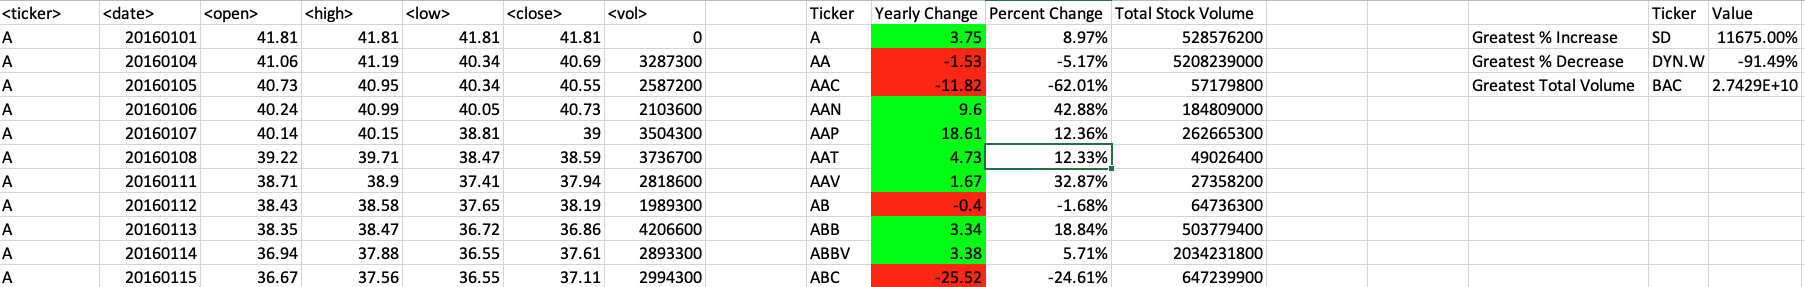 <ticker> <date> <open> <high> <low> <close> <vol> Ticker Yearly Change Percent Change Total Stock Volume Ticker Value
A 20160101 41.81 41.81 41.81 41.81 0 A 3.75 8.97% 528576200 Greatest % Increase SD 11675.00%
A 20160104 41.06 41.19 40.34 40.69 3287300 AA -1.53 -5.17% 5208239000 Greatest % Decrease DYN.W -91.49%
A 20160105 40.73 40.95 40.34 40.55 2587200 AAC -11.82 -62.01% 57179800 Greatest Total Volume BAC 2.7429E+10
A 20160106 40.24 40.99 40.05 40.73 2103600 AAN 9.6 42.88% 184809000
A 20160107 40.14 40.15 38.81 39 3504300 AAP 18.61 12.36% 262665300
A 20160108 39.22 39.71 38.47 38.59 3736700 AAT 4.73 12.33% 49026400
A 20160111 38.71 38.9 37.41 37.94 2818600 AAV 1.67 32.87% 27358200
A 20160112 38.43 38.58 37.65 38.19 1989300 AB -0.4 -1.68% 64736300
A 20160113 38.35 38.47 36.72 36.86 4206600 ABB 3.34 18.84% 503779400
A 20160114 36.94 37.88 36.55 37.61 2893300 ABBV 3.38 5.71% 2034231800
A 20160115 36.67 37.56 36.55 37.11 2994300 ABC -25.52 -24.61% 647239900